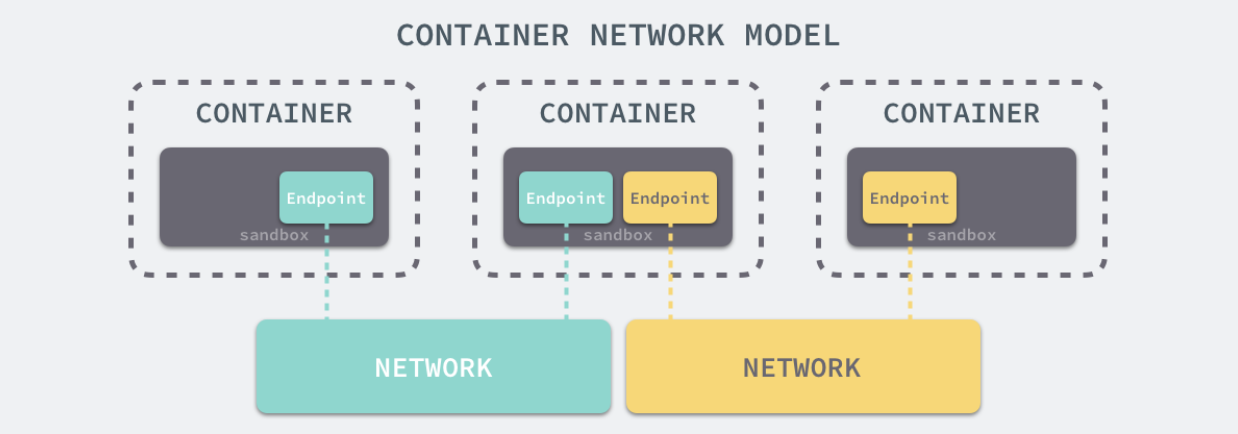 CONTAINER NETWORK MODEL
CONTAINER
Endpoint
sandbox
CONTAINER
Endpoint
Endpoint
sandbox
CONTAINER
Endpoint
sandbox
NETWORK
NETWORK